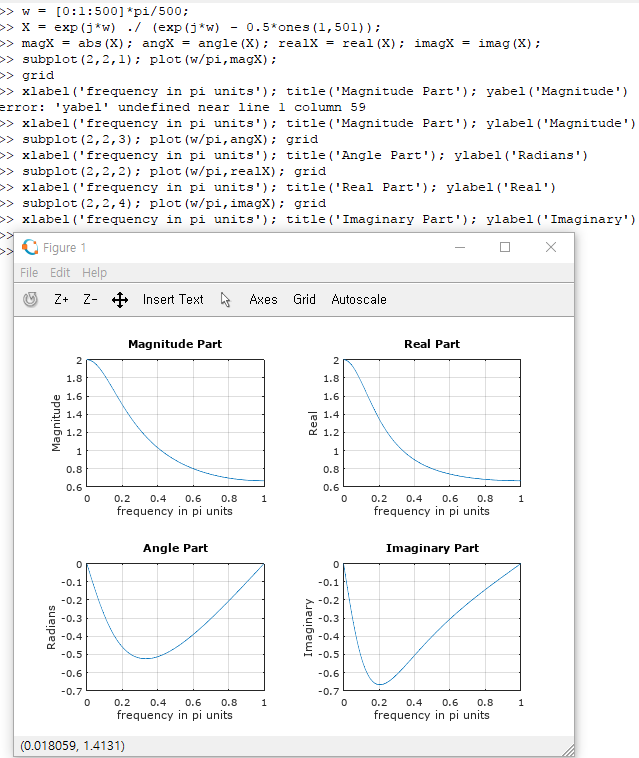 >> w = [0:1:500]*pi/500;
>> X = exp(j*w) ./ (exp(j*w) - 0.5*ones(1,501));
>> magX = abs(X); angX = angle(X); realX = real(X); imagX = imag(X);
>> subplot(2,2,1); plot(w/pi,magX);
>> grid
>> xlabel('frequency in pi units'); title('Magnitude Part'); yabel('Magnitude')
error: 'yabel' undefined near line 1 column 59
>> xlabel('frequency in pi units'); title('Magnitude Part'); ylabel('Magnitude')
>> subplot(2,2,3); plot(w/pi,angX); grid
>> xlabel('frequency in pi units'); title('Angle Part'); ylabel('Radians')
>> subplot(2,2,2); plot(w/pi,realX); grid
>> xlabel('frequency in pi units'); title('Real Part'); ylabel('Real')
>> subplot(2,2,4); plot(w/pi,imagX); grid
>> xlabel('frequency in pi units'); title('Imaginary Part'); ylabel('Imaginary')
>>
>>
Figure 1
File Edit Help
Z+ Z- Insert Text Axes Grid Autoscale
Magnitude Part
2
1.8
1.6
1.4
1.2
1
0.8
0.6
Magnitude
0 0.2 0.4 0.6 0.8 1
frequency in pi units
Real Part
2
1.8
1.6
1.4
1.2
1
0.8
0.6
Real
0 0.2 0.4 0.6 0.8 1
frequency in pi units
Angle Part
0
-0.1
-0.2
-0.3
-0.4
-0.5
-0.6
-0.7
Radians
0 0.2 0.4 0.6 0.8 1
frequency in pi units
Imaginary Part
0
-0.1
-0.2
-0.3
-0.4
-0.5
-0.6
-0.7
Imaginary
0 0.2 0.4 0.6 0.8 1
frequency in pi units
(0.018059, 1.4131)